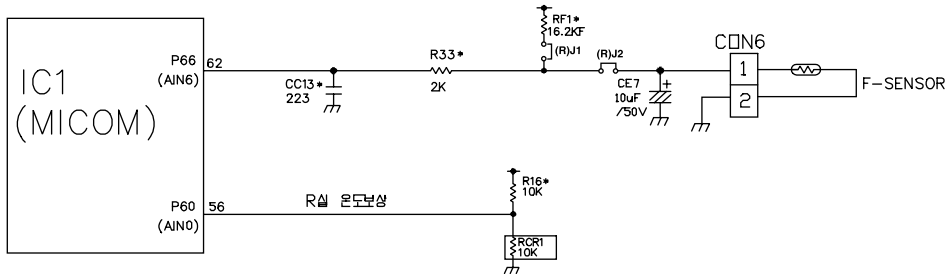 RF1*
16.2KF
(R)J1
(R)J2
CON6
P66
(AIN6)
62
R33*
2K
CC13*
223
CE7
10uF
/50V
+
1
2
F-SENSOR
IC1
(MICOM)
P60
(AIN0)
56
R실 온도보상
R16*
10K
RCR1
10K